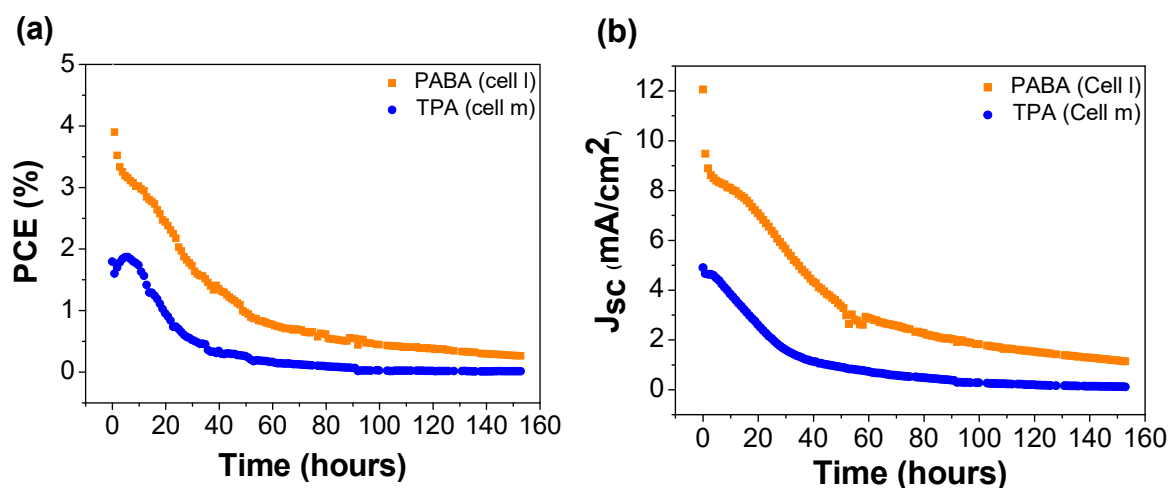 (a)
PCE (%)
5
4
3
2
1
0
PABA (cell l)
TPA (cell m)
0 20 40 60 80 100 120 140 160
Time (hours)
(b)
Jsc (mA/cm2)
12
10
8
6
4
2
0
PABA (Cell l)
TPA (Cell m)
0 20 40 60 80 100 120 140 160
Time (hours)